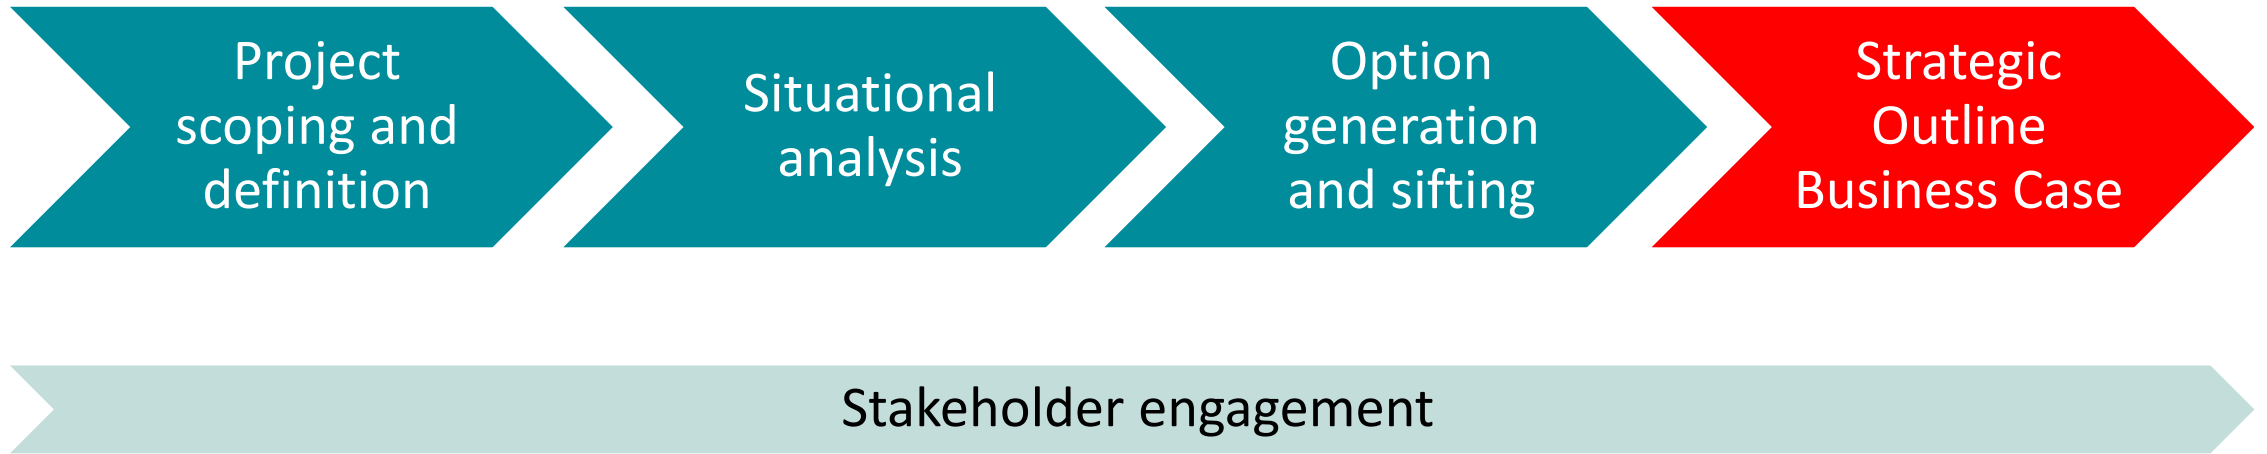 Project
scoping and
definition
Situational
analysis
Option
generation
and sifting
Strategic
Outline
Business Case
Stakeholder engagement